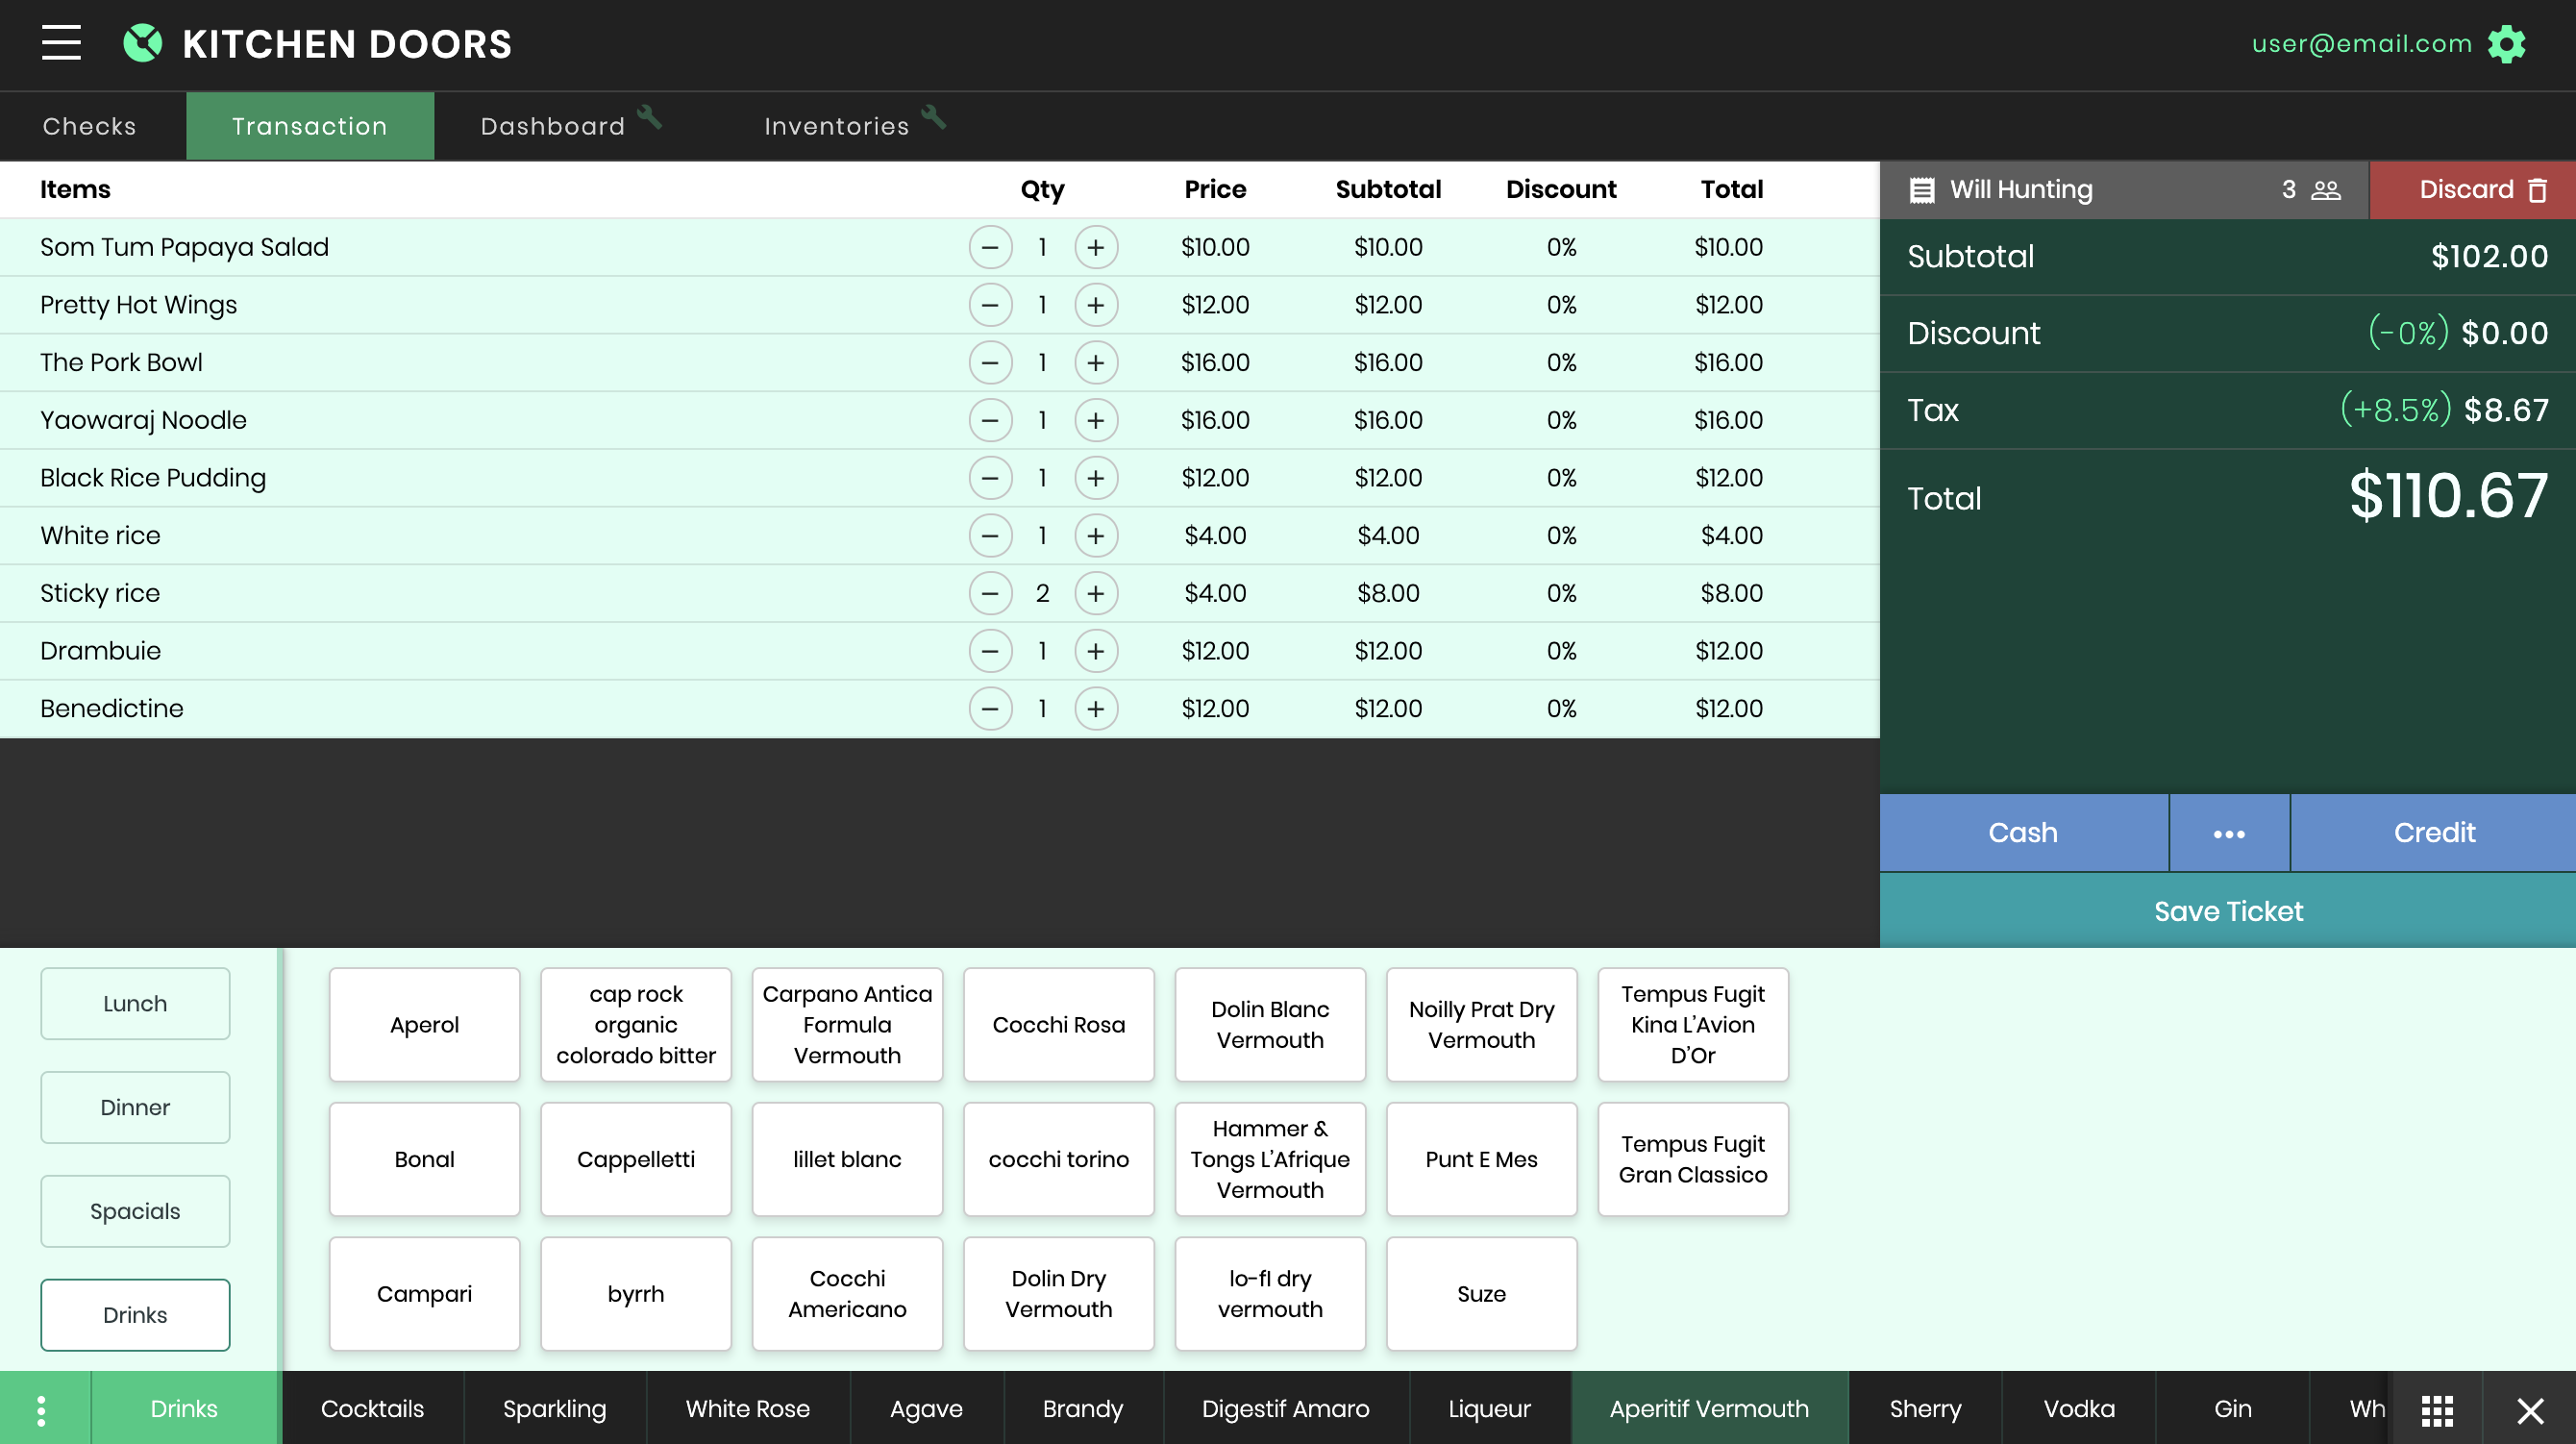 KITCHEN DOORS
user@email.com
Checks Transaction Dashboard Inventories
Items Qty Price Subtotal Discount Total
Som Tum Papaya Salad 1 $10.00 $10.00 0% $10.00
Pretty Hot Wings 1 $12.00 $12.00 0% $12.00
The Pork Bowl 1 $16.00 $16.00 0% $16.00
Yaowaraj Noodle 1 $16.00 $16.00 0% $16.00
Black Rice Pudding 1 $12.00 $12.00 0% $12.00
White rice 1 $4.00 $4.00 0% $4.00
Sticky rice 2 $4.00 $8.00 0% $8.00
Drambuie 1 $12.00 $12.00 0% $12.00
Benedictine 1 $12.00 $12.00 0% $12.00
Will Hunting 3 Discard
Subtotal $102.00
Discount (-0%) $0.00
Tax (+8.5%) $8.67
Total $110.67
Cash ••• Credit
Save Ticket
Lunch
Dinner
Spacials
Drinks
Aperol
cap rock
organic
colorado bitter
Carpano Antica
Formula
Vermouth
Cocchi Rosa
Dolin Blanc
Vermouth
Noilly Prat Dry
Vermouth
Tempus Fugit
Kina L’Avion
D’Or
Bonal
Cappelletti
lillet blanc
cocchi torino
Hammer &
Tongs L’Afrique
Vermouth
Punt E Mes
Tempus Fugit
Gran Classico
Campari
byrrh
Cocchi
Americano
Dolin Dry
Vermouth
lo-fI dry
vermouth
Suze
Drinks Cocktails Sparkling White Rose Agave Brandy Digestif Amaro Liqueur Aperitif Vermouth Sherry Vodka Gin Wh